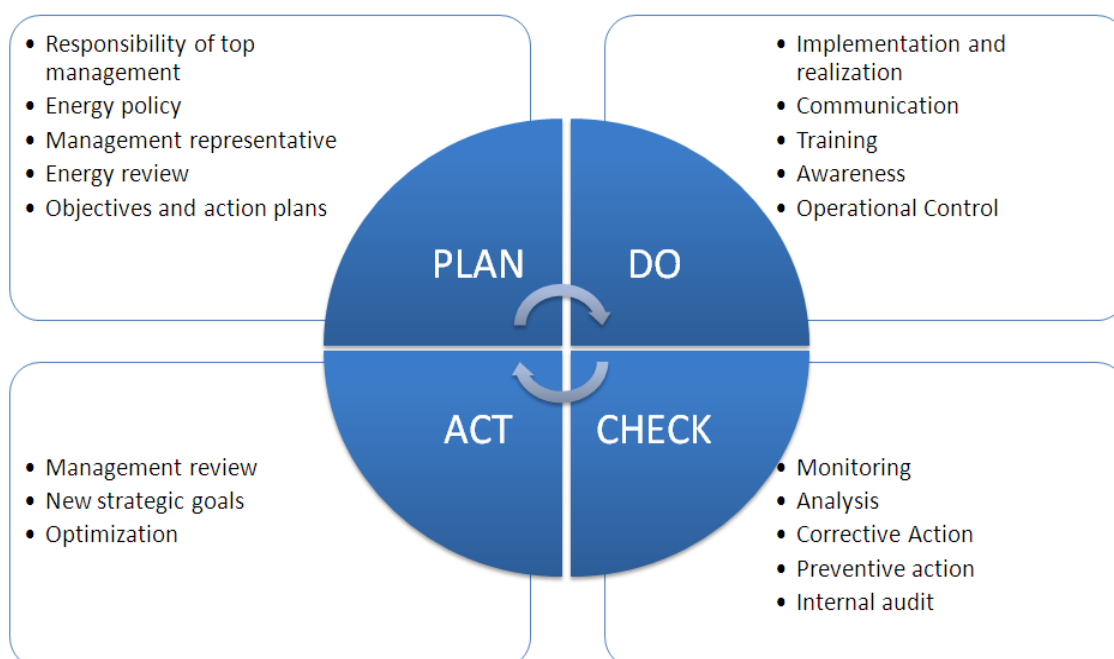 • Responsibility of top
management
• Energy policy
• Management representative
• Energy review
• Objectives and action plans
• Implementation and
realization
• Communication
• Training
• Awareness
• Operational Control
PLAN
DO
ACT
CHECK
• Management review
• New strategic goals
• Optimization
• Monitoring
• Analysis
• Corrective Action
• Preventive action
• Internal audit